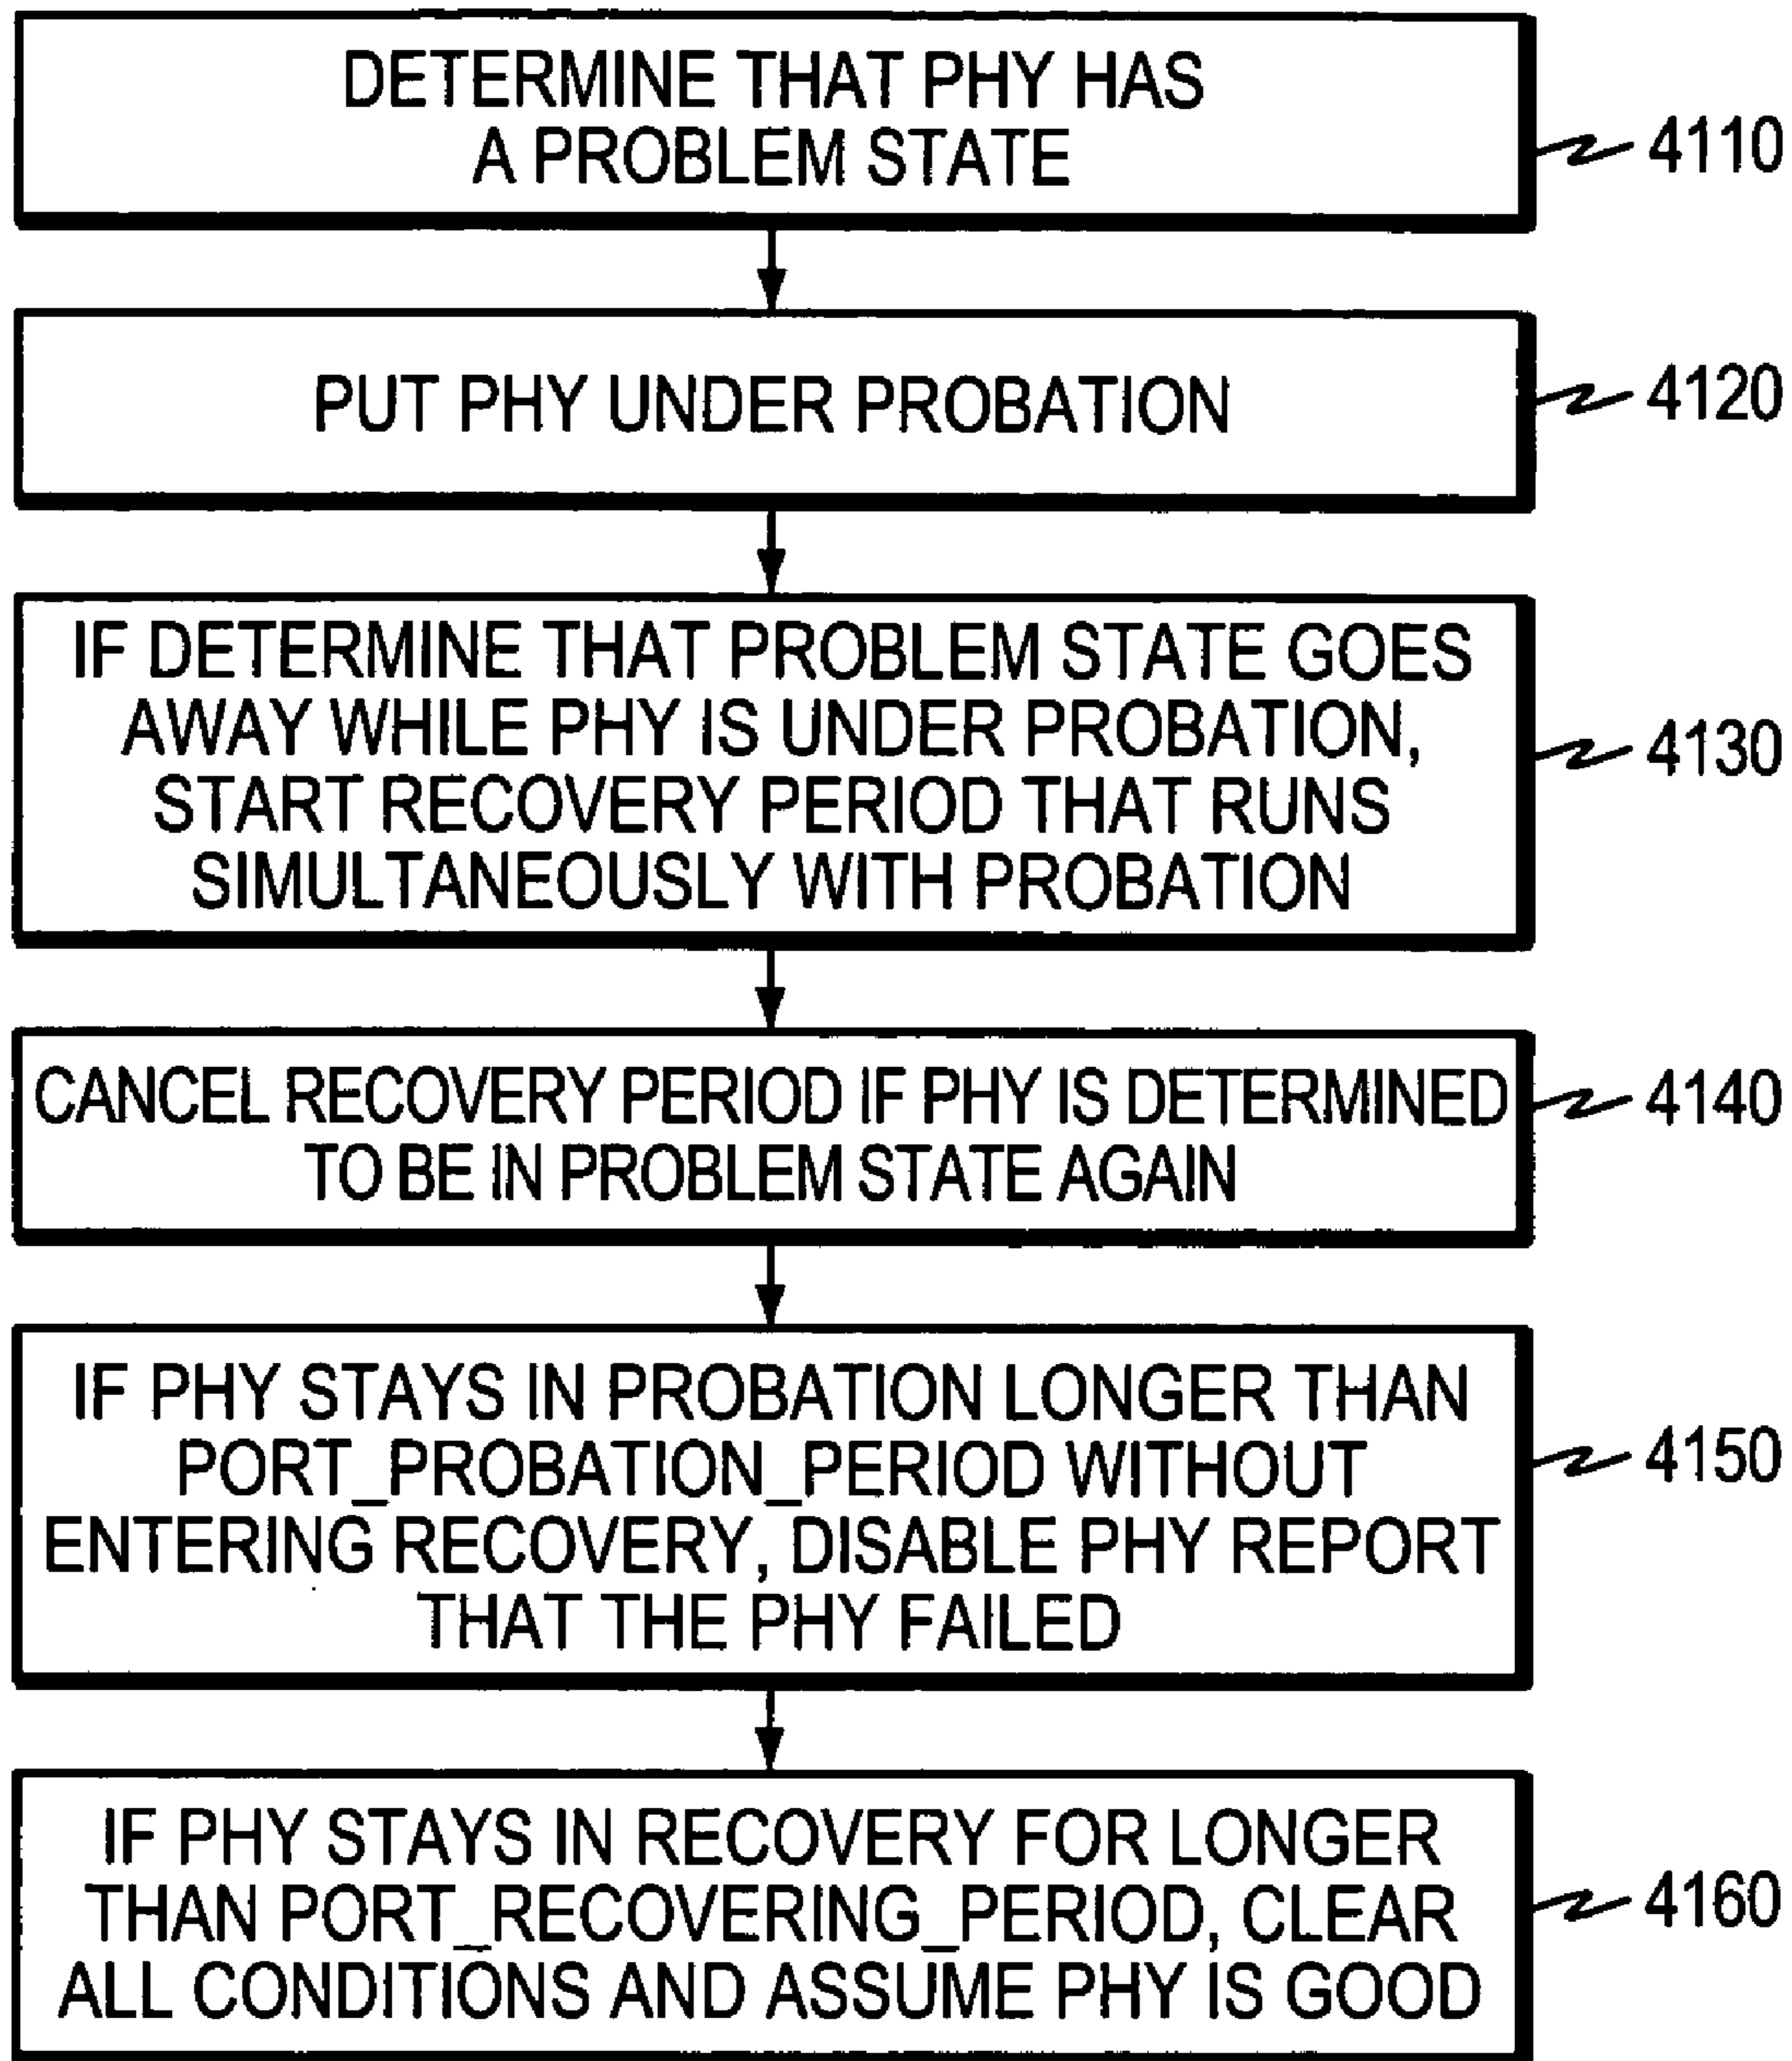 DETERMINE THAT PHY HAS
A PROBLEM STATE
4110
PUT PHY UNDER PROBATION
4120
IF DETERMINE THAT PROBLEM STATE GOES
AWAY WHILE PHY IS UNDER PROBATION,
START RECOVERY PERIOD THAT RUNS
SIMULTANEOUSLY WITH PROBATION
4130
CANCEL RECOVERY PERIOD IF PHY IS DETERMINED
TO BE IN PROBLEM STATE AGAIN
4140
IF PHY STAYS IN PROBATION LONGER THAN
PORT_PROBATION_PERIOD WITHOUT
ENTERING RECOVERY, DISABLE PHY REPORT
THAT THE PHY FAILED
4150
IF PHY STAYS IN RECOVERY FOR LONGER
THAN PORT_RECOVERING_PERIOD, CLEAR
ALL CONDITIONS AND ASSUME PHY IS GOOD
4160